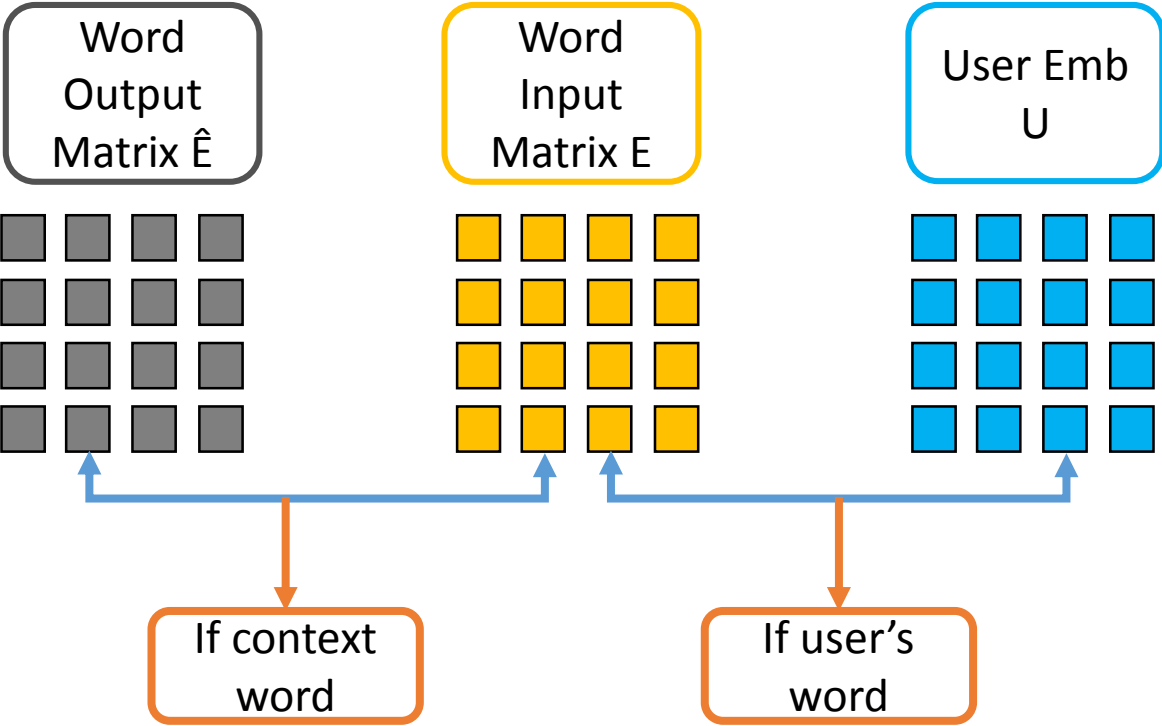 Word
Output
Matrix Ê
Word
Input
Matrix E
User Emb
U
If context
word
If user’s
word